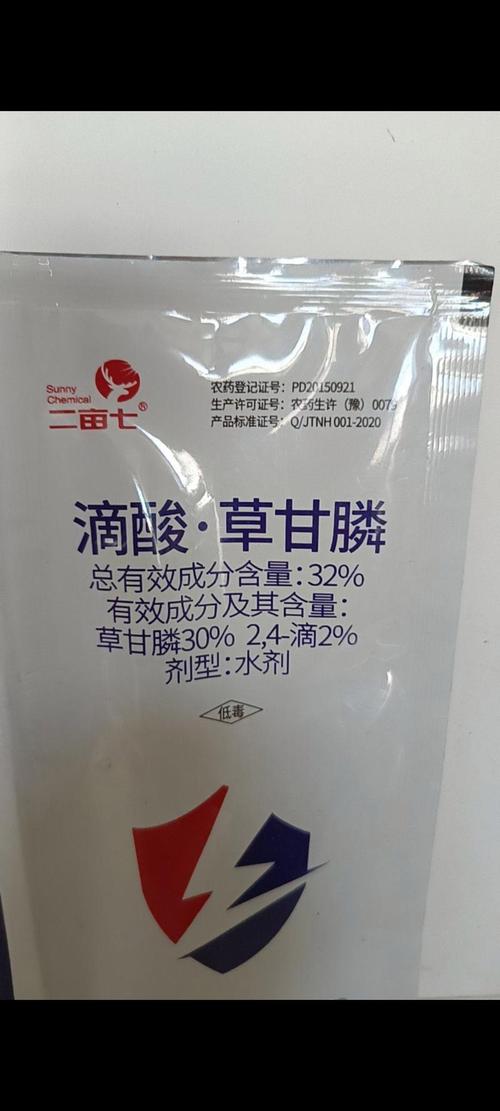 Sunny
Chemical
二亩七®
农药登记证号：PD20150921
生产许可证号：农药生许（豫）0079
产品标准证号：Q/JTNH 001-2020
滴酸·草甘膦
总有效成分含量：32%
有效成分及其含量：
草甘膦30% 2,4-滴2%
剂型：水剂
低毒